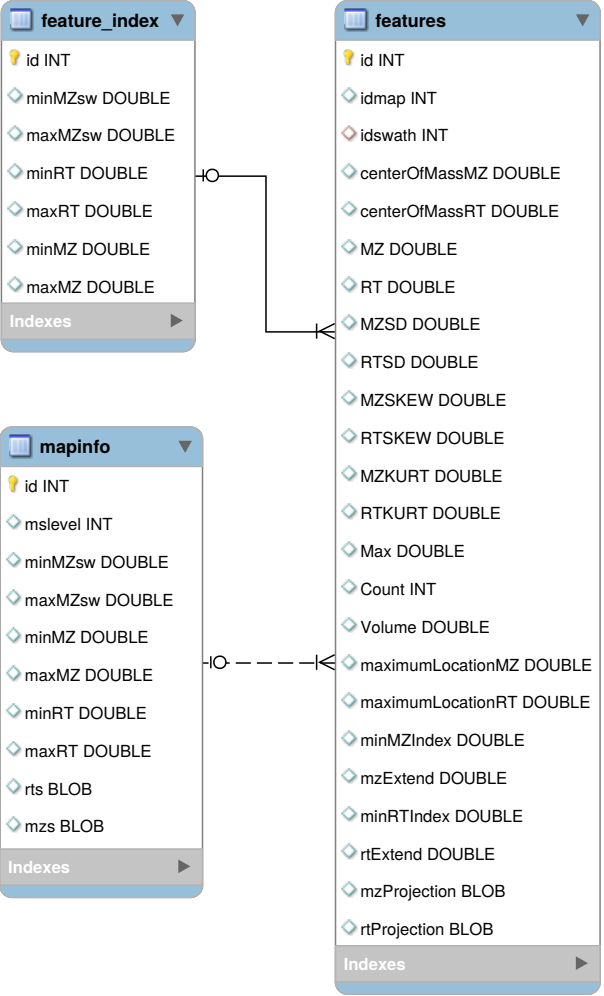 feature_index
id INT
minMZsw DOUBLE
maxMZsw DOUBLE
minRT DOUBLE
maxRT DOUBLE
minMZ DOUBLE
maxMZ DOUBLE
Indexes
mapinfo
id INT
mslevel INT
minMZsw DOUBLE
maxMZsw DOUBLE
minMZ DOUBLE
maxMZ DOUBLE
minRT DOUBLE
maxRT DOUBLE
rts BLOB
mzs BLOB
Indexes
features
id INT
idmap INT
idswath INT
centerOfMassMZ DOUBLE
centerOfMassRT DOUBLE
MZ DOUBLE
RT DOUBLE
MZSD DOUBLE
RTSD DOUBLE
MZSKEW DOUBLE
RTSKEW DOUBLE
MZKURT DOUBLE
RTKURT DOUBLE
Max DOUBLE
Count INT
Volume DOUBLE
maximumLocationMZ DOUBLE
maximumLocationRT DOUBLE
minMZIndex DOUBLE
mzExtend DOUBLE
minRTIndex DOUBLE
rtExtend DOUBLE
mzProjection BLOB
rtProjection BLOB
Indexes